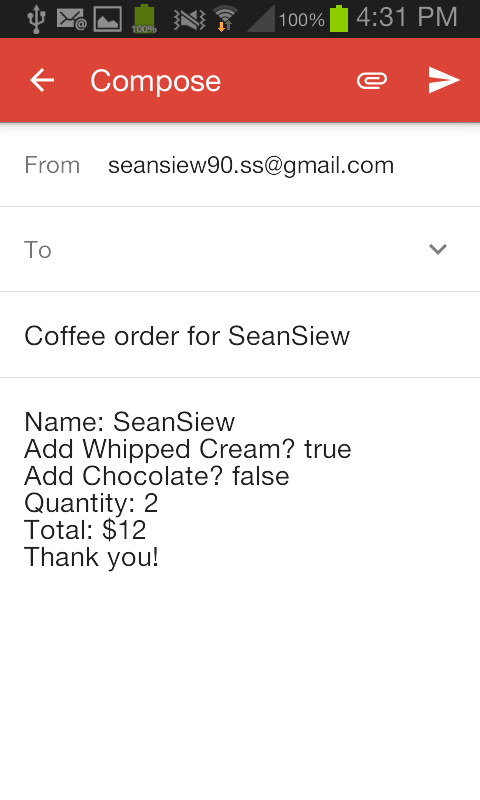 100% 100% 4:31 PM
Compose
From seansiew90.ss@gmail.com
To
Coffee order for SeanSiew
Name: SeanSiew
Add Whipped Cream? true
Add Chocolate? false
Quantity: 2
Total: $12
Thank you!